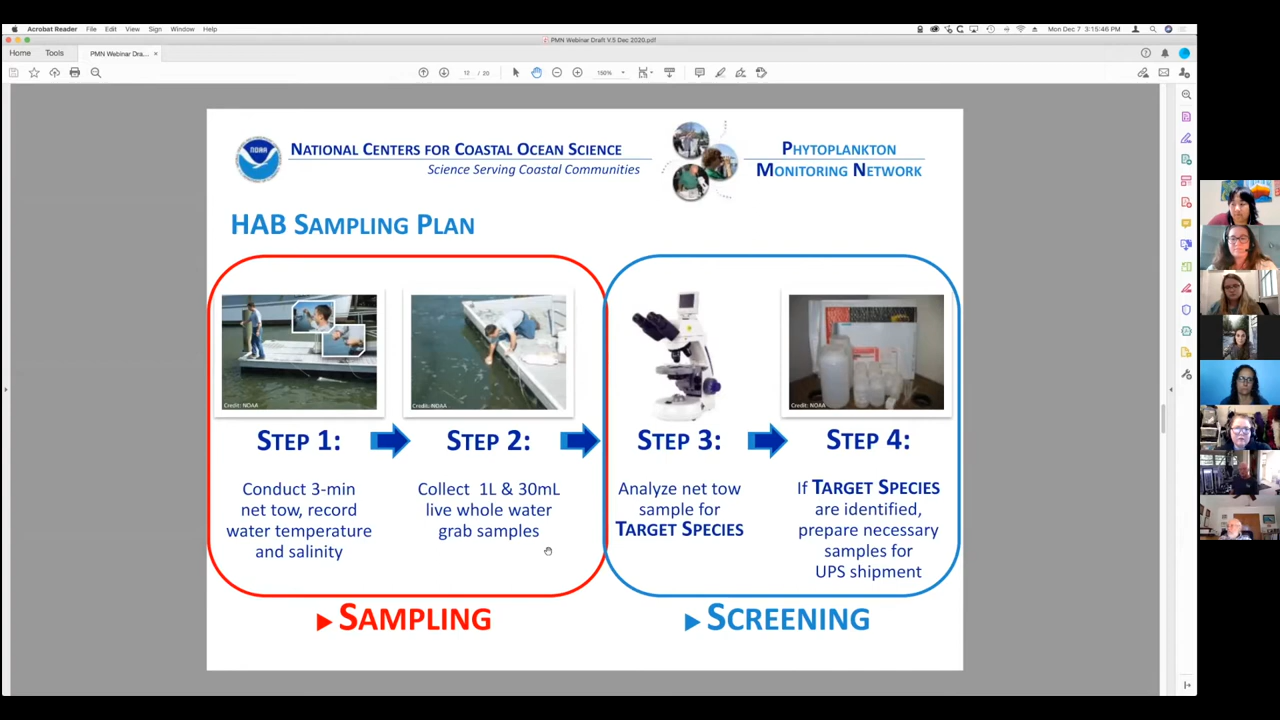 Acrobat Reader File Edit View Sign Window Help
Mon Dec 7 3:15:46 PM
PMN Webinar Draft V.5 Dec 2020.pdf
Home Tools PMN Webinar Dra... ×
12 / 20
150%
NOAA
NATIONAL CENTERS FOR COASTAL OCEAN SCIENCE
Science Serving Coastal Communities
PHYTOPLANKTON
MONITORING NETWORK
HAB SAMPLING PLAN
Credit: NOAA
Credit: NOAA
Credit: NOAA
STEP 1:
Conduct 3-min
net tow, record
water temperature
and salinity
STEP 2:
Collect 1L & 30mL
live whole water
grab samples
STEP 3:
Analyze net tow
sample for
TARGET SPECIES
STEP 4:
If TARGET SPECIES
are identified,
prepare necessary
samples for
UPS shipment
▶ SAMPLING
▶ SCREENING